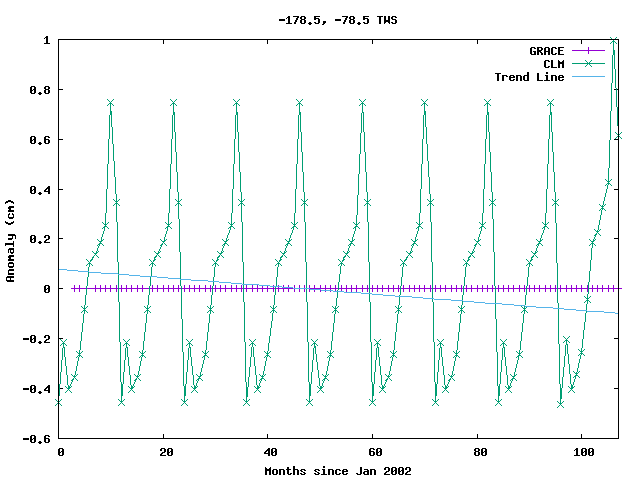 -178.5, -78.5 TWS
GRACE
CLM
Trend Line
1
0.8
0.6
0.4
0.2
0
-0.2
-0.4
-0.6
Anomaly (cm)
0 20 40 60 80 100
Months since Jan 2002